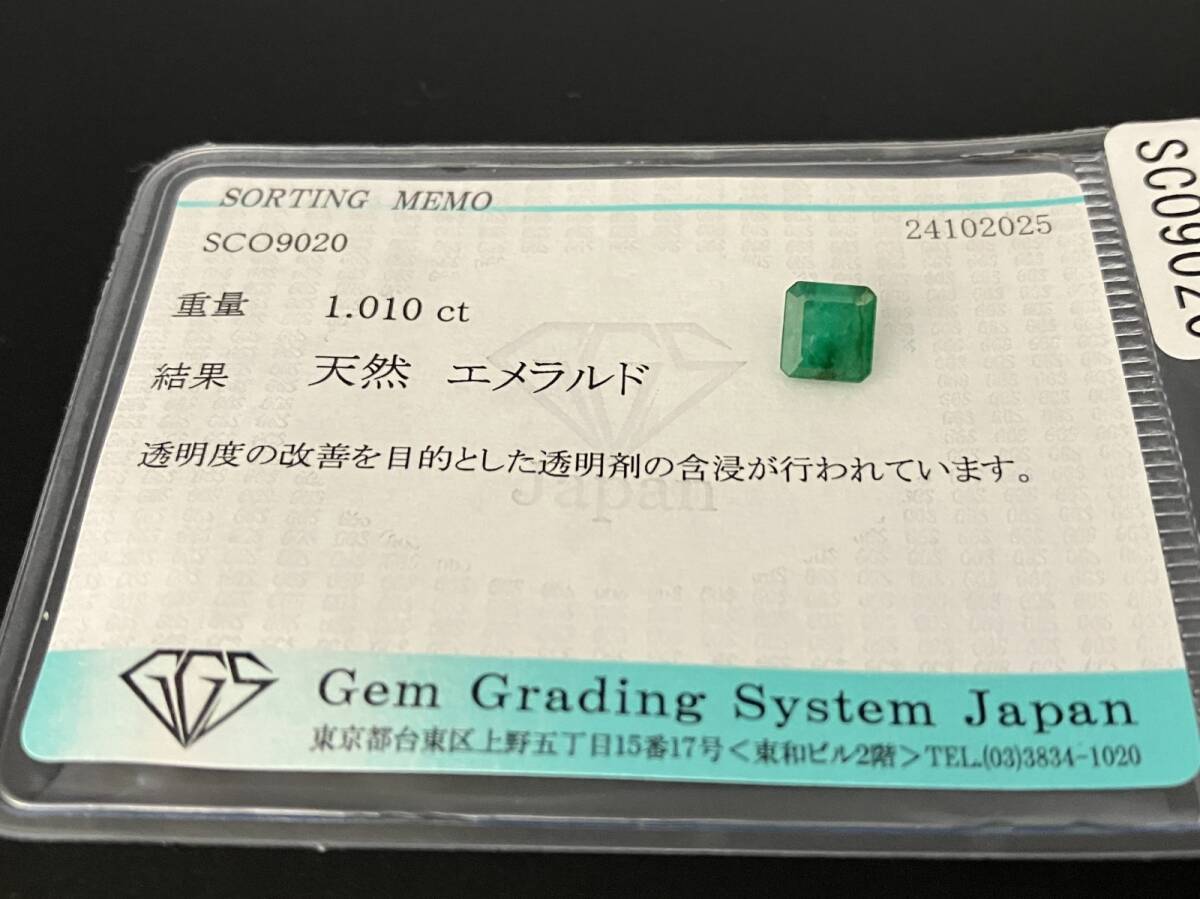 SORTING MEMO
SCO9020
24102025
重量 1.010 ct
結果 天然 エメラルド
透明度の改善を目的とした透明剤の含浸が行われています。
GGS
Japan
GGS
Gem Grading System Japan
東京都台東区上野五丁目15番17号＜東和ビル2階＞TEL.(03)3834-1020